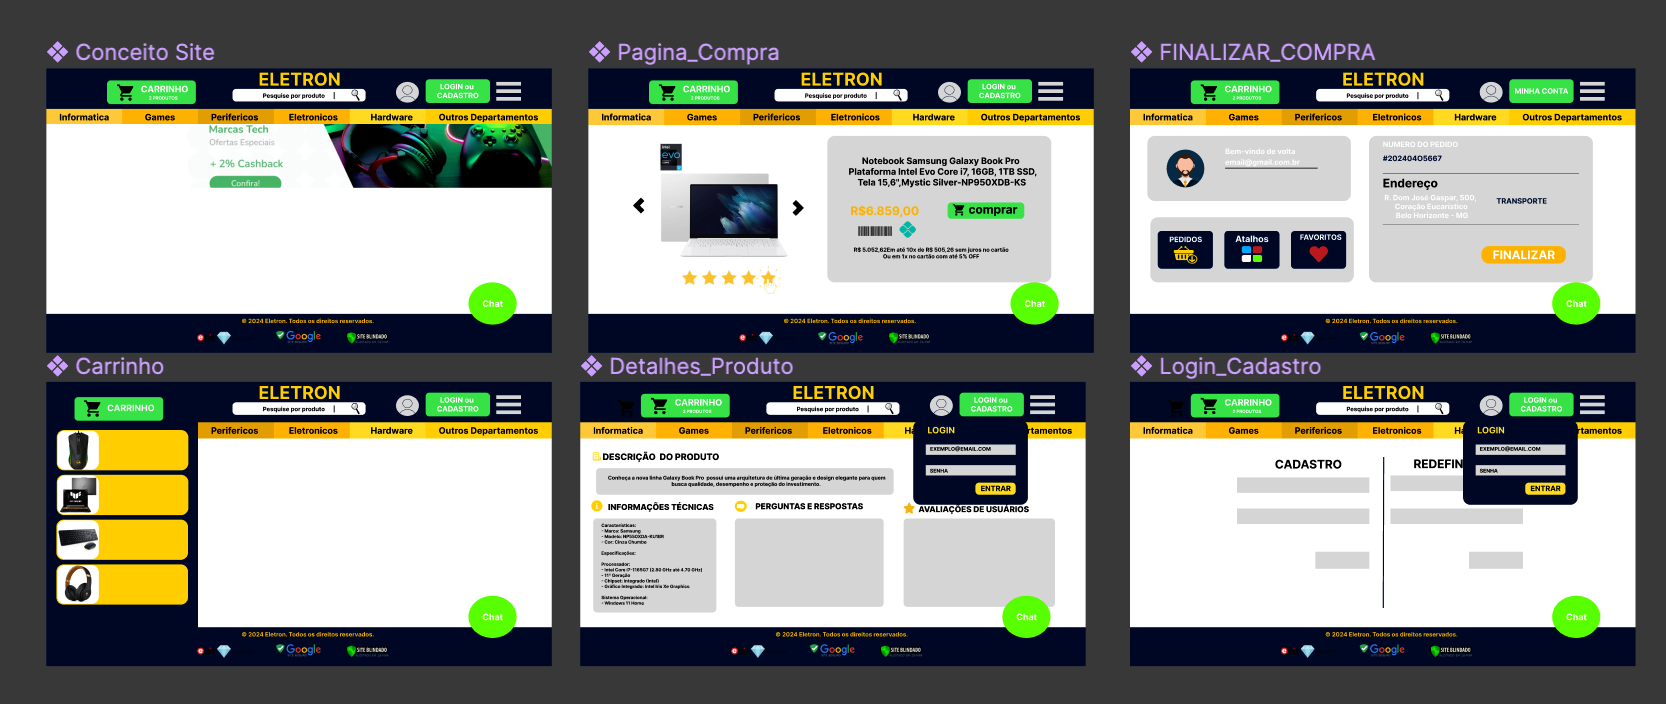 Conceito Site
CARRINHO
2 PRODUTOS
ELETRON
Pesquise por produto |
LOGIN ou
CADASTRO
Informatica Games Perifericos Eletronicos Hardware Outros Departamentos
Marcas Tech
Ofertas Especiais
+ 2% Cashback
Confira!
Chat
© 2024 Eletron. Todos os direitos reservados.
Google
SITE BLINDADO
Pagina_Compra
CARRINHO
2 PRODUTOS
ELETRON
Pesquise por produto |
LOGIN ou
CADASTRO
Informatica Games Perifericos Eletronicos Hardware Outros Departamentos
intel
evo
Notebook Samsung Galaxy Book Pro
Plataforma Intel Evo Core i7, 16GB, 1TB SSD,
Tela 15,6",Mystic Silver-NP950XDB-KS
R$6.859,00
comprar
R$ 5.052,62Em até 10x de R$ 505,26 sem juros no cartão
Ou em 1x no cartão com até 5% OFF
Chat
© 2024 Eletron. Todos os direitos reservados.
Google
SITE BLINDADO
FINALIZAR_COMPRA
CARRINHO
2 PRODUTOS
ELETRON
Pesquise por produto |
MINHA CONTA
Informatica Games Perifericos Eletronicos Hardware Outros Departamentos
Bem-vindo de volta
email@gmail.com.br
PEDIDOS
Atalhos
FAVORITOS
NUMERO DO PEDIDO
#20240405667
Endereço
R. Dom José Gaspar, 500,
Coração Eucarístico
Belo Horizonte - MG
TRANSPORTE
FINALIZAR
Chat
© 2024 Eletron. Todos os direitos reservados.
Google
SITE BLINDADO
Carrinho
CARRINHO
ELETRON
Pesquise por produto |
LOGIN ou
CADASTRO
Perifericos Eletronicos Hardware Outros Departamentos
Chat
© 2024 Eletron. Todos os direitos reservados.
Google
SITE BLINDADO
Detalhes_Produto
CARRINHO
2 PRODUTOS
ELETRON
Pesquise por produto |
LOGIN ou
CADASTRO
Informatica Games Perifericos Eletronicos Ha rtamentos
LOGIN
EXEMPLO@EMAIL.COM
SENHA
ENTRAR
DESCRIÇÃO DO PRODUTO
Conheça a nova linha Galaxy Book Pro possui uma arquitetura de última geração e design elegante para quem
busca qualidade, desempenho e proteção do investimento.
INFORMAÇÕES TÉCNICAS
Características:
- Marca: Samsung
- Modelo: NP550XDA-KU1BR
- Cor: Cinza Chumbo
Especificações:
Processador:
- Intel Core i7-1165G7 (2.80 GHz até 4.70 GHz)
- 11ª Geração
- Chipset: Integrado (Intel)
- Gráfico Integrado: Intel Iris Xe Graphics
Sistema Operacional:
- Windows 11 Home
PERGUNTAS E RESPOSTAS
AVALIAÇÕES DE USUÁRIOS
Chat
© 2024 Eletron. Todos os direitos reservados.
Google
SITE BLINDADO
Login_Cadastro
CARRINHO
2 PRODUTOS
ELETRON
Pesquise por produto |
LOGIN ou
CADASTRO
Informatica Games Perifericos Eletronicos Ha rtamentos
LOGIN
EXEMPLO@EMAIL.COM
SENHA
ENTRAR
CADASTRO
REDEFIN
Chat
© 2024 Eletron. Todos os direitos reservados.
Google
SITE BLINDADO